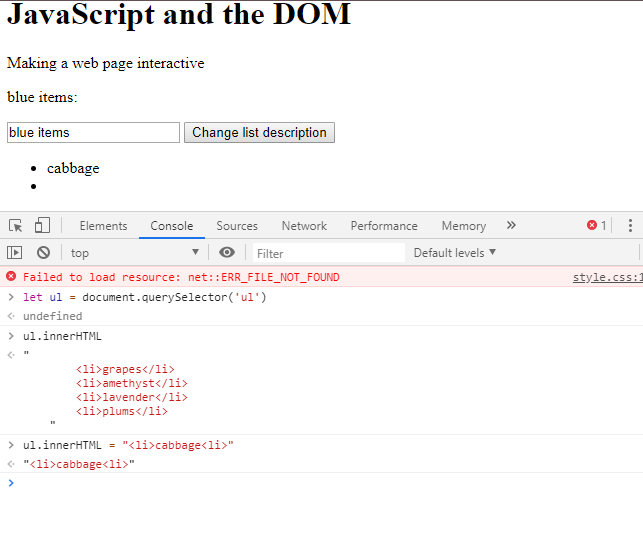 JavaScript and the DOM
Making a web page interactive
blue items:
blue items Change list description
cabbage
Elements Console Sources Network Performance Memory » 1
top Filter Default levels
Failed to load resource: net::ERR_FILE_NOT_FOUND style.css:1
let ul = document.querySelector('ul')
undefined
ul.innerHTML
"
<li>grapes</li>
<li>amethyst</li>
<li>lavender</li>
<li>plums</li>
"
ul.innerHTML = "<li>cabbage<li>"
"<li>cabbage<li>"